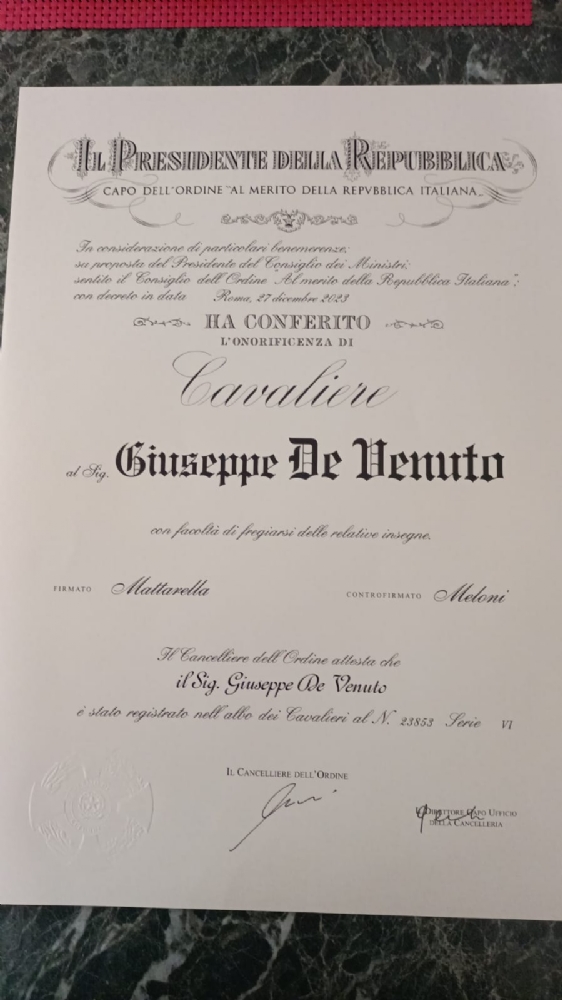 IL PRESIDENTE DELLA REPUBBLICA
CAPO DELL'ORDINE "AL MERITO DELLA REPVBBLICA ITALIANA"
In considerazione di particolari benemerenze;
su proposta del Presidente del Consiglio dei Ministri;
sentito il Consiglio dell'Ordine "Al merito della Repubblica Italiana";
con decreto in data Roma, 27 dicembre 2023
HA CONFERITO
L'ONORIFICENZA DI
Cavaliere
al Sig. Giuseppe De Venuto
con facoltà di fregiarsi delle relative insegne.
FIRMATO Mattarella CONTROFIRMATO Meloni
Il Cancelliere dell'Ordine attesta che
il Sig. Giuseppe De Venuto
è stato registrato nell'albo dei Cavalieri al N. 23853 Serie VI
IL CANCELLIERE DELL'ORDINE
IL DIRETTORE CAPO UFFICIO
DELLA CANCELLERIA